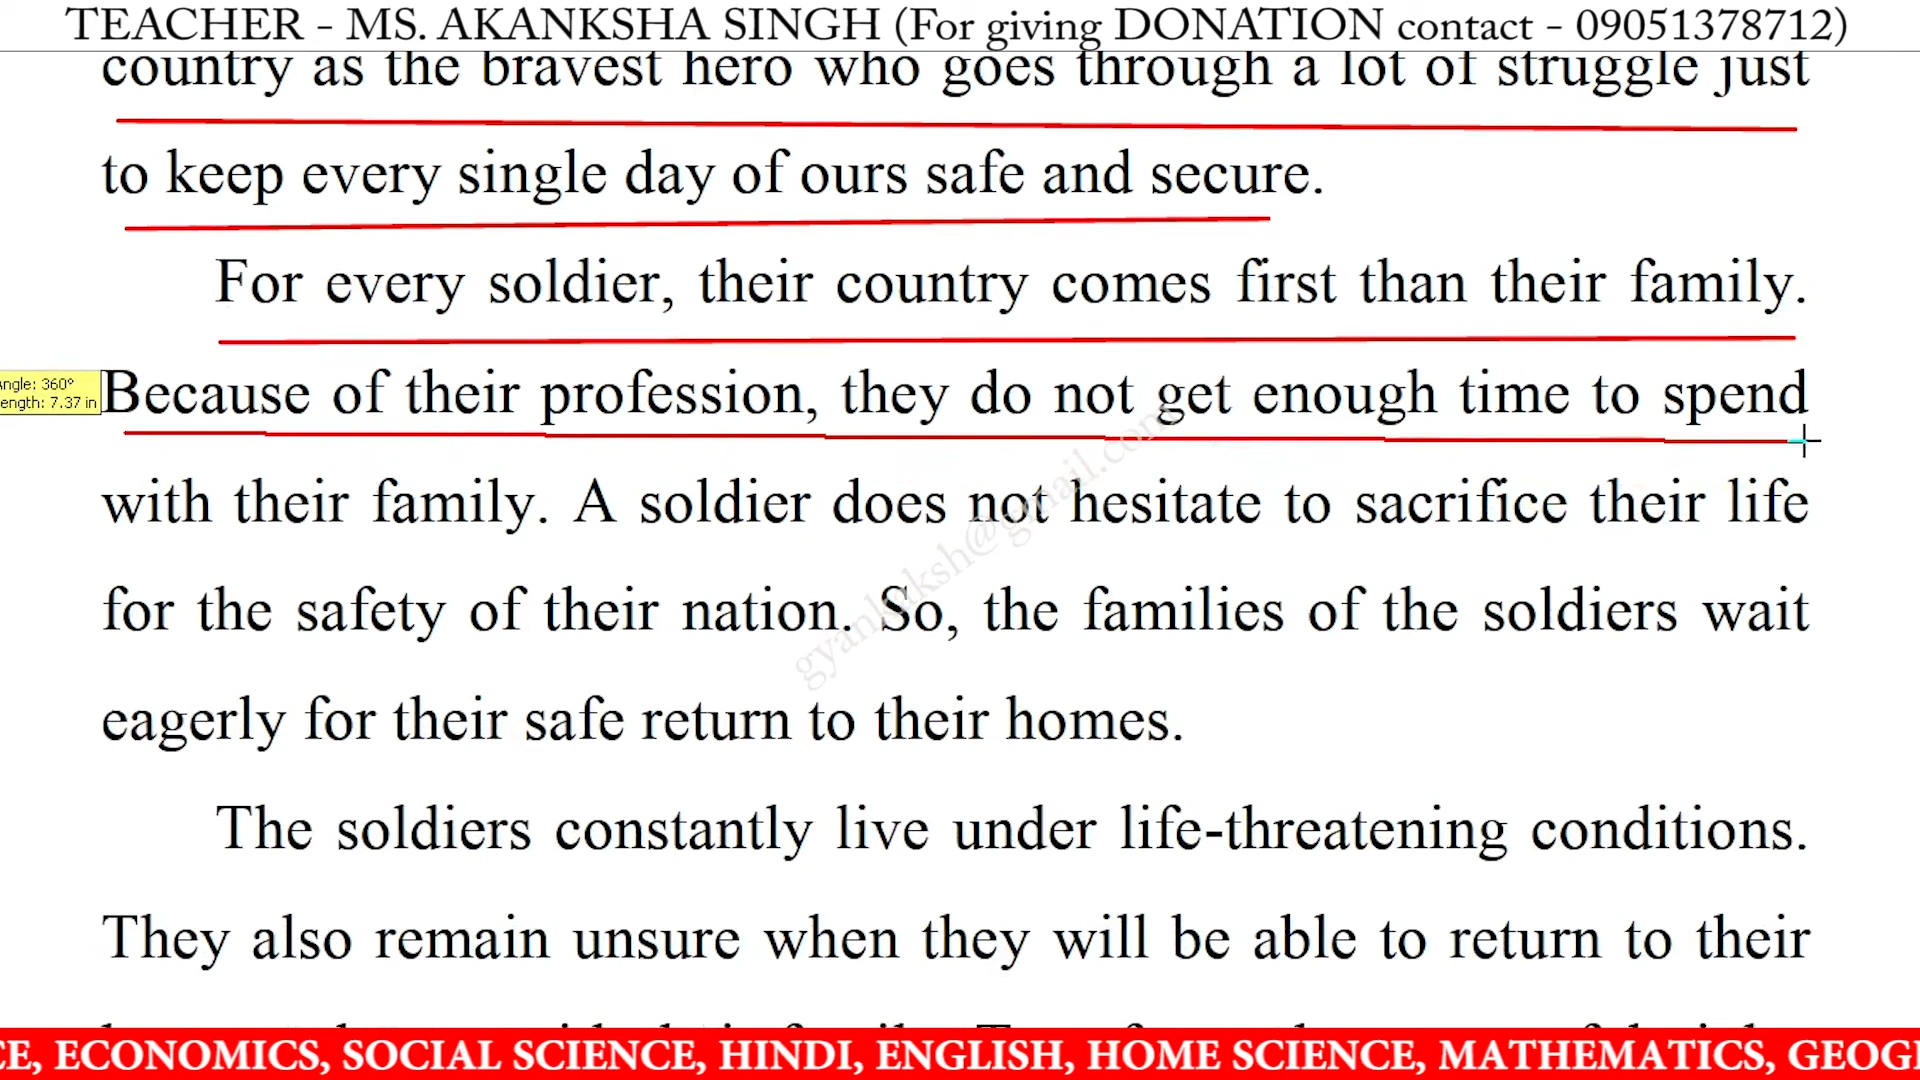 TEACHER - MS. AKANKSHA SINGH (For giving DONATION contact - 09051378712)
country as the bravest hero who goes through a lot of struggle just
to keep every single day of ours safe and secure.
For every soldier, their country comes first than their family.
Angle: 360°
Length: 7.37 in
Because of their profession, they do not get enough time to spend
with their family. A soldier does not hesitate to sacrifice their life
for the safety of their nation. So, the families of the soldiers wait
eagerly for their safe return to their homes.
The soldiers constantly live under life-threatening conditions.
They also remain unsure when they will be able to return to their
ECONOMICS, SOCIAL SCIENCE, HINDI, ENGLISH, HOME SCIENCE, MATHEMATICS,